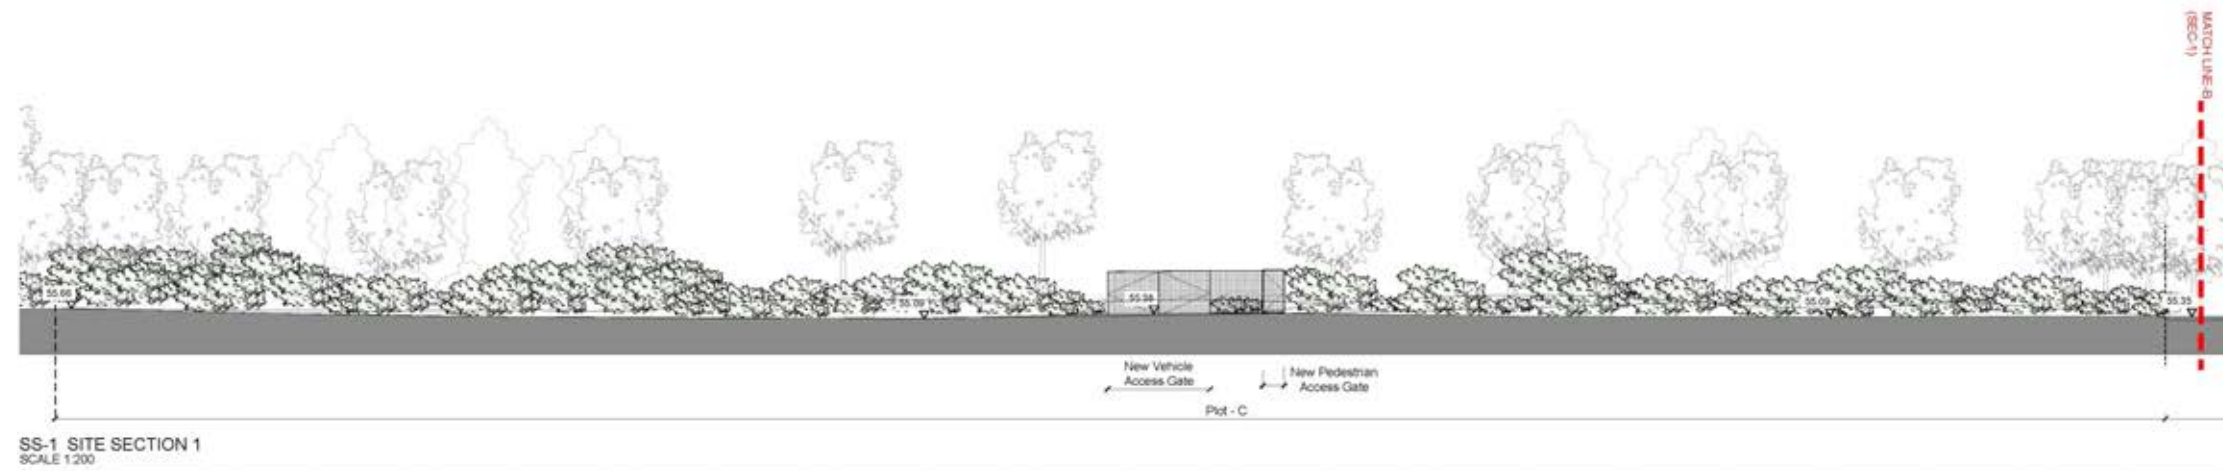 MATCH LINE-B
(SEC-1)
55.66
55.09
55.98
55.09
55.35
New Vehicle
Access Gate
New Pedestrian
Access Gate
Plot - C
SS-1 SITE SECTION 1
SCALE 1:200